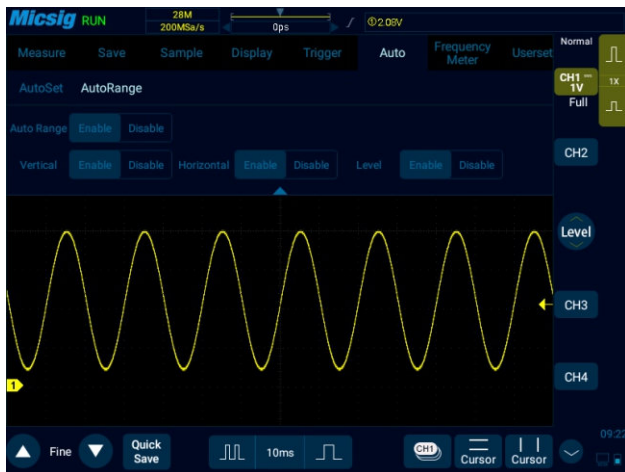 Micsig RUN 28M 200MSa/s 0ps ① 2.09V
Measure Save Sample Display Trigger Auto Frequency Meter Userset Normal
AutoSet AutoRange CH1 1V Full 1X
Auto Range Enable Disable
Vertical Enable Disable Horizontal Enable Disable Level Enable Disable
CH2
Level
CH3
CH4
1
Fine Quick Save 10ms CH1 Cursor Cursor 09:22